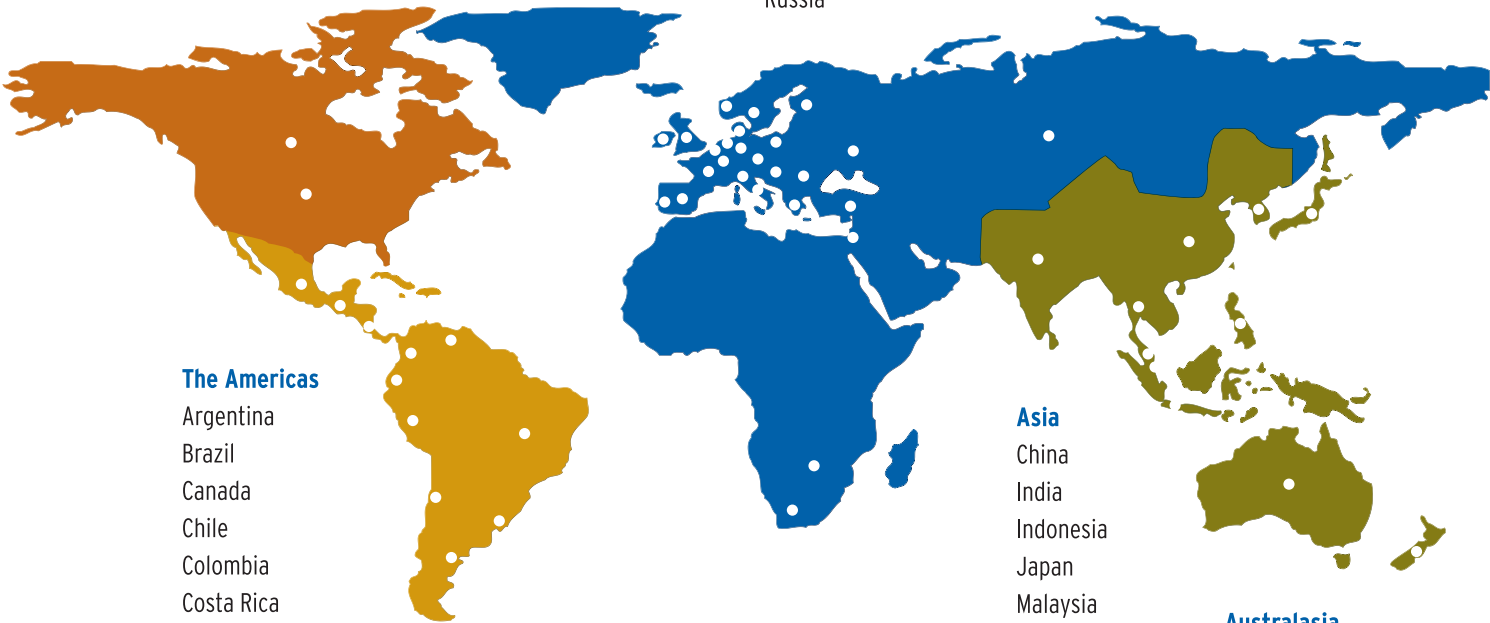 Russia
The Americas
Argentina
Brazil
Canada
Chile
Colombia
Costa Rica
Asia
China
India
Indonesia
Japan
Malaysia
Australasia